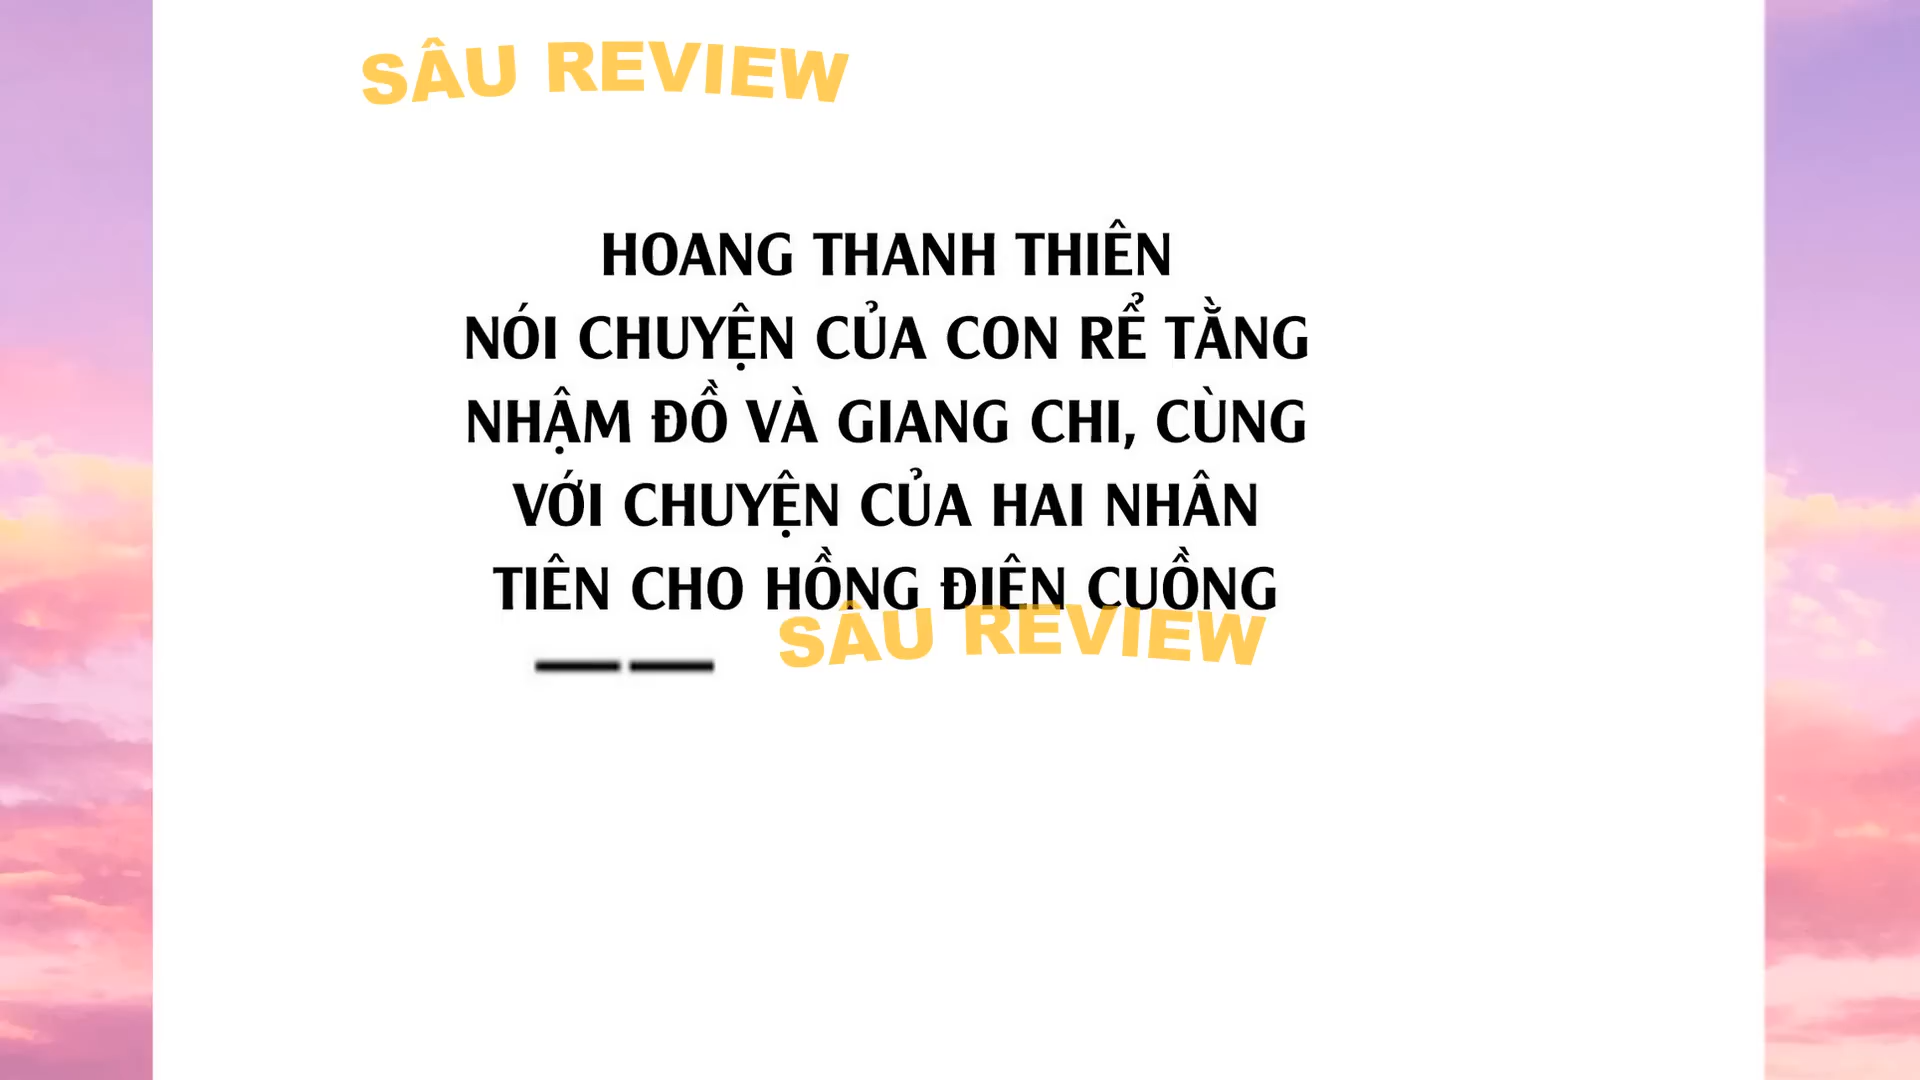 SÂU REVIEW
HOANG THANH THIÊN
NÓI CHUYỆN CỦA CON RỂ TẰNG
NHẬM ĐỒ VÀ GIANG CHI, CÙNG
VỚI CHUYỆN CỦA HAI NHÂN
TIÊN CHO HỒNG ĐIÊN CUỒNG
SÂU REVIEW